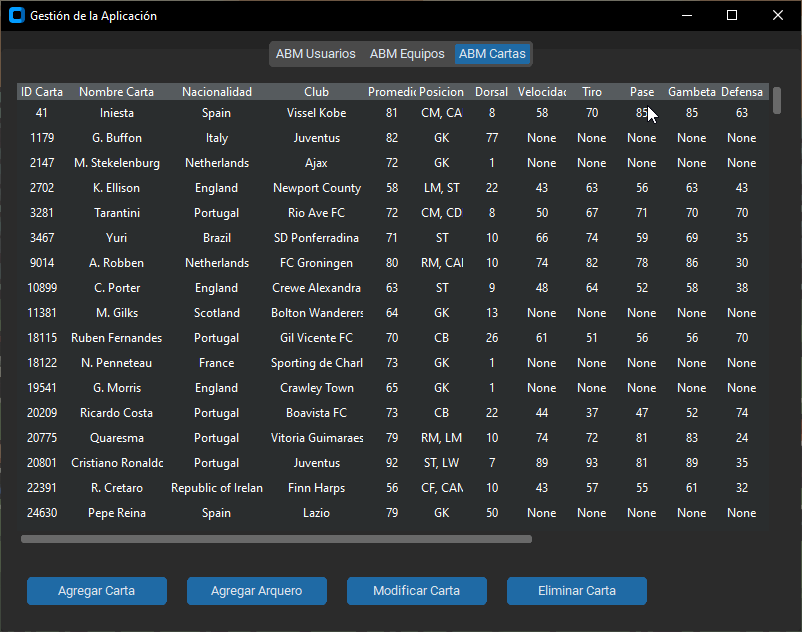 Gestión de la Aplicación
ABM Usuarios ABM Equipos ABM Cartas
ID Carta Nombre Carta Nacionalidad Club Promedio Posicion Dorsal Velocidad Tiro Pase Gambeta Defensa
41 Iniesta Spain Vissel Kobe 81 CM, CA 8 58 70 85 85 63
1179 G. Buffon Italy Juventus 82 GK 77 None None None None None
2147 M. Stekelenburg Netherlands Ajax 72 GK 1 None None None None None
2702 K. Ellison England Newport County 58 LM, ST 22 43 63 56 63 43
3281 Tarantini Portugal Rio Ave FC 72 CM, CD 8 50 67 71 70 70
3467 Yuri Brazil SD Ponferradina 71 ST 10 66 74 59 69 35
9014 A. Robben Netherlands FC Groningen 80 RM, CAI 10 74 82 78 86 30
10899 C. Porter England Crewe Alexandra 63 ST 9 48 64 52 58 38
11381 M. Gilks Scotland Bolton Wanderers 64 GK 13 None None None None None
18115 Ruben Fernandes Portugal Gil Vicente FC 70 CB 26 61 51 56 56 70
18122 N. Penneteau France Sporting de Charl 73 GK 1 None None None None None
19541 G. Morris England Crawley Town 65 GK 1 None None None None None
20209 Ricardo Costa Portugal Boavista FC 73 CB 22 44 37 47 52 74
20775 Quaresma Portugal Vitoria Guimaraes 79 RM, LM 10 74 72 81 83 24
20801 Cristiano Ronaldo Portugal Juventus 92 ST, LW 7 89 93 81 89 35
22391 R. Cretaro Republic of Irelan Finn Harps 56 CF, CAM 10 43 57 55 61 32
24630 Pepe Reina Spain Lazio 79 GK 50 None None None None None
Agregar Carta Agregar Arquero Modificar Carta Eliminar Carta